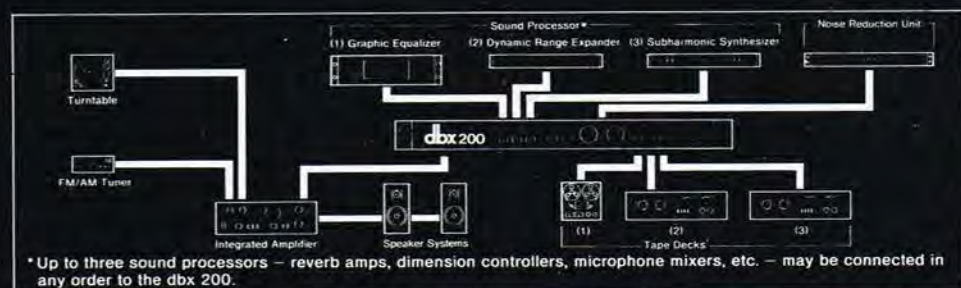 Sound Processor*
Noise Reduction Unit
(1) Graphic Equalizer (2) Dynamic Range Expander (3) Subharmonic Synthesizer
Turntable
dbx 200
FM/AM Tuner
Integrated Amplifier
Speaker Systems
(1) (2) (3)
Tape Decks
*Up to three sound processors – reverb amps, dimension controllers, microphone mixers, etc. – may be connected in
any order to the dbx 200.